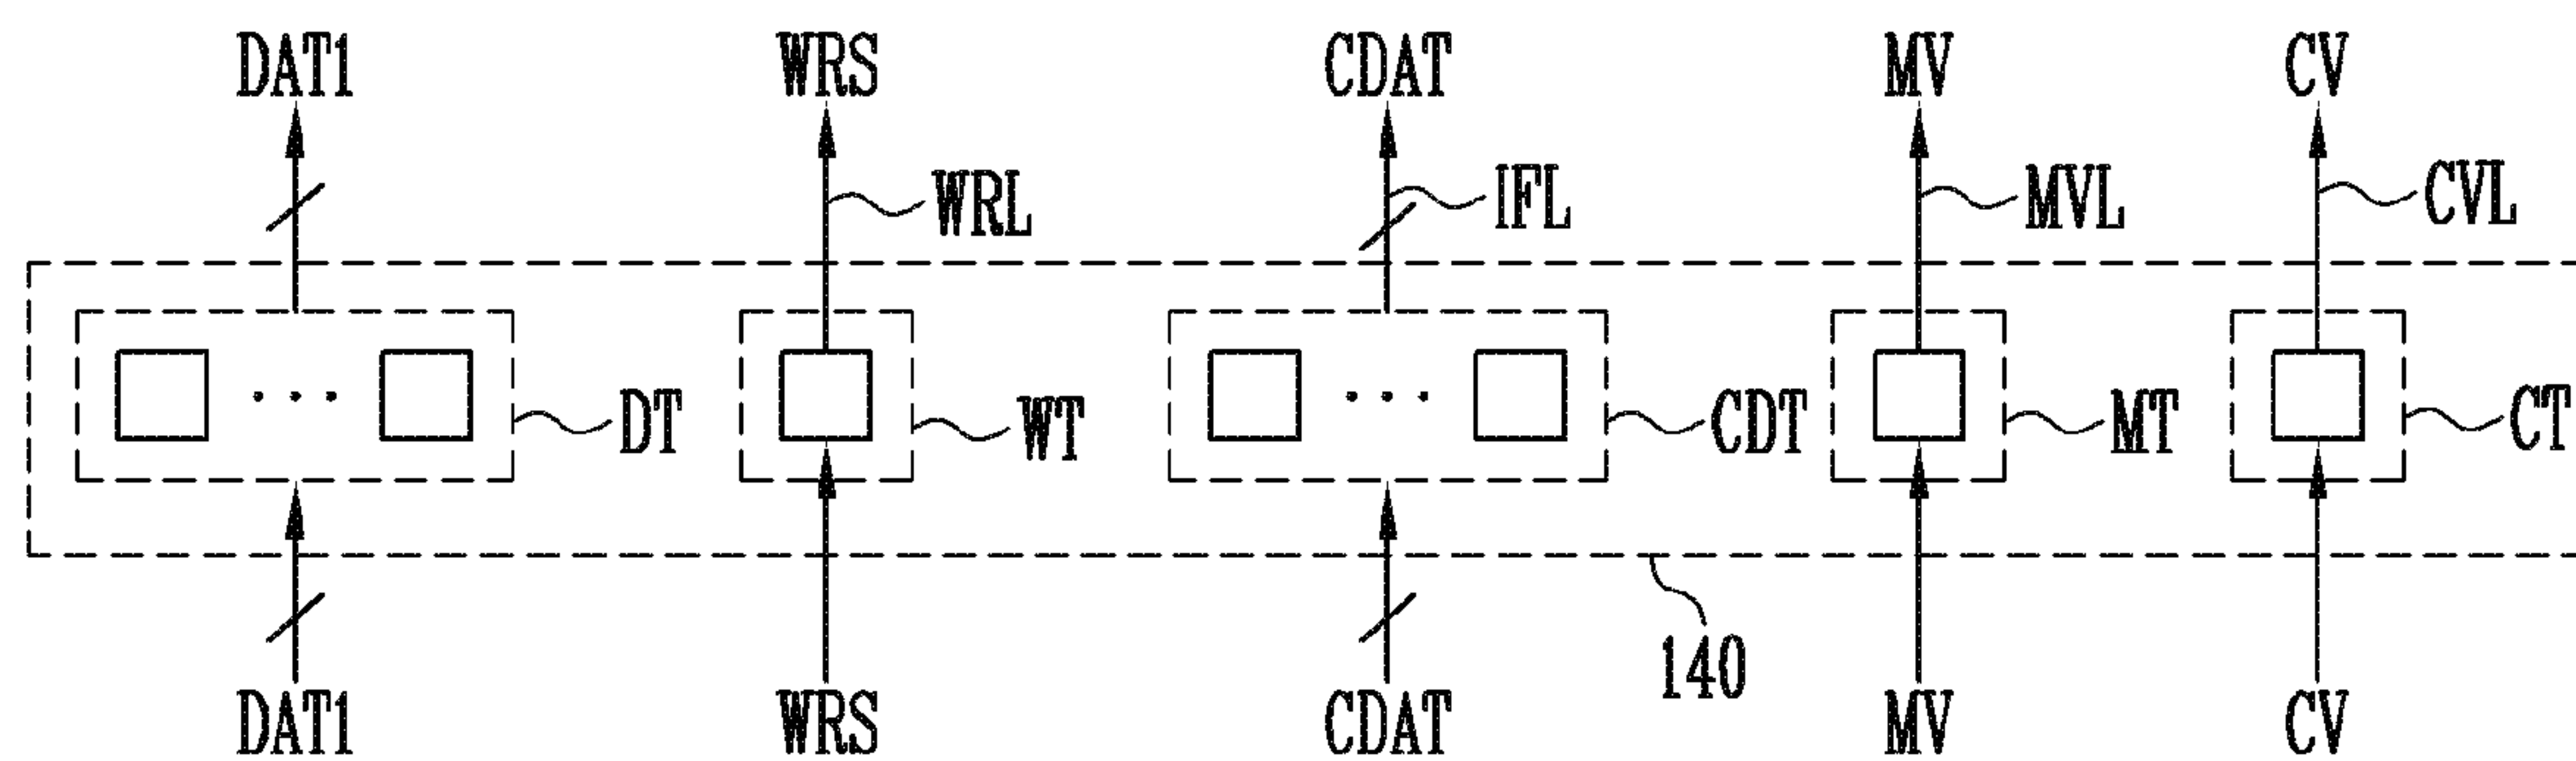 DAT1 WRS CDAT MV CV
WRL IFL MVL CVL
DT WT CDT MT CT
140
DAT1 WRS CDAT MV CV